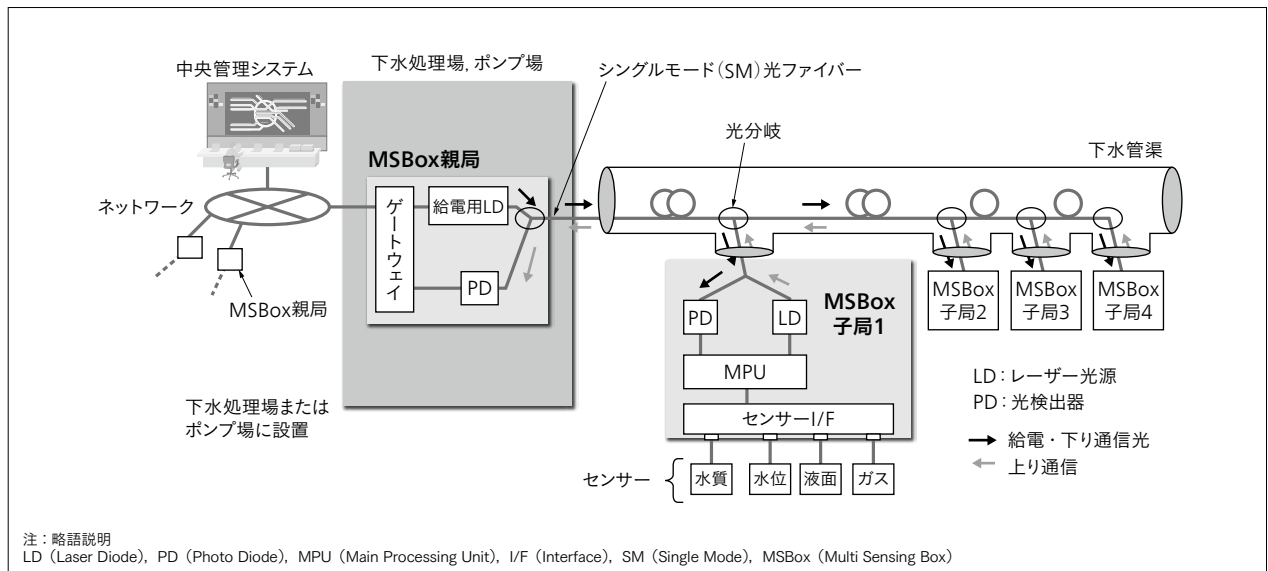 下水処理場, ポンプ場
中央管理システム
シングルモード（SM）光ファイバー
光分岐
下水管渠
MSBox親局
ネットワーク
ゲートウェイ
給電用LD
PD
MSBox親局
MSBox
子局1
PD
LD
MPU
センサーI/F
センサー
水質
水位
液面
ガス
MSBox
子局2
MSBox
子局3
MSBox
子局4
LD：レーザー光源
PD：光検出器
給電・下り通信光
上り通信
下水処理場または
ポンプ場に設置
注：略語説明
LD（Laser Diode），PD（Photo Diode），MPU（Main Processing Unit），I/F（Interface），SM（Single Mode），MSBox（Multi Sensing Box）